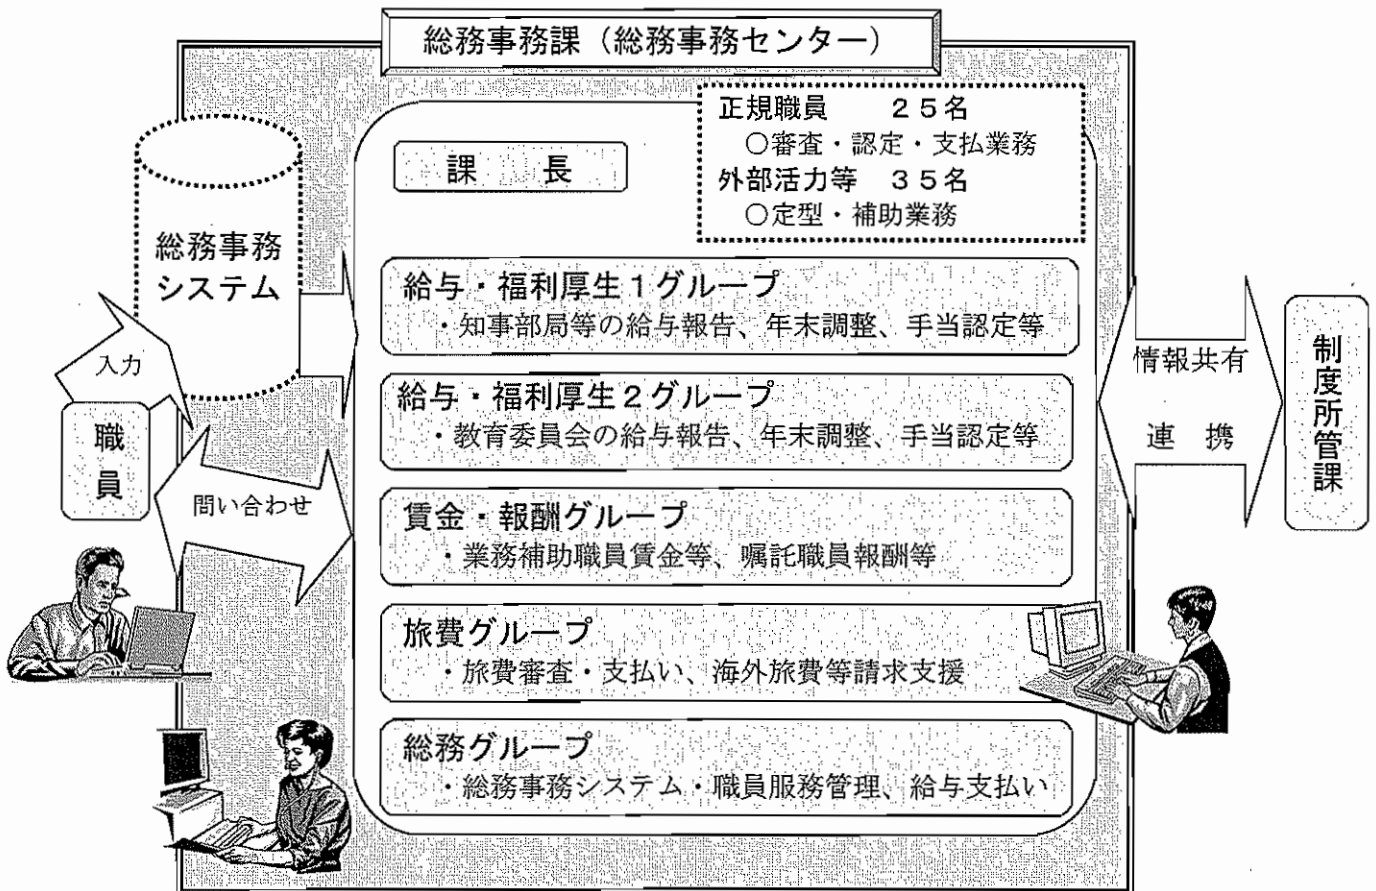 総務事務課（総務事務センター）
正規職員　２５名
○審査・認定・支払業務
外部活力等　３５名
○定型・補助業務
課　長
総務事務
システム
入力
職員
問い合わせ
給与・福利厚生１グループ
・知事部局等の給与報告、年末調整、手当認定等
給与・福利厚生２グループ
・教育委員会の給与報告、年末調整、手当認定等
賃金・報酬グループ
・業務補助職員賃金等、嘱託職員報酬等
旅費グループ
・旅費審査・支払い、海外旅費等請求支援
総務グループ
・総務事務システム・職員服務管理、給与支払い
情報共有
連　携
制度所管課